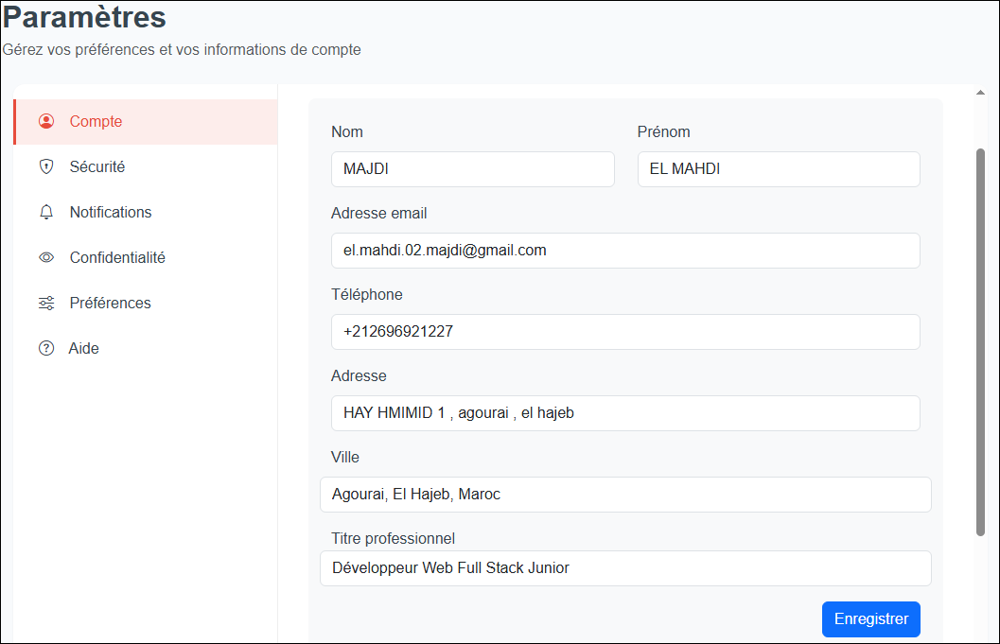 Paramètres
Gérez vos préférences et vos informations de compte
Compte
Sécurité
Notifications
Confidentialité
Préférences
Aide
Nom
Prénom
MAJDI
EL MAHDI
Adresse email
el.mahdi.02.majdi@gmail.com
Téléphone
+212696921227
Adresse
HAY HMIMID 1 , agourai , el hajeb
Ville
Agourai, El Hajeb, Maroc
Titre professionnel
Développeur Web Full Stack Junior
Enregistrer